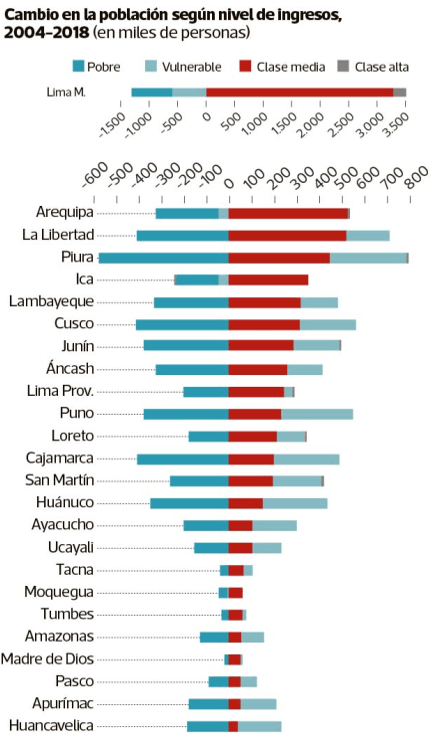 Cambio en la población según nivel de ingresos,
2004-2018 (en miles de personas)
Pobre Vulnerable Clase media Clase alta
Lima M.
-1500 -1000 -500 0 500 1.000 1.500 2.000 2.500 3.000 3.500
-600 -500 -400 -300 -200 -100 0 100 200 300 400 500 600 700 800
Arequipa
La Libertad
Piura
Ica
Lambayeque
Cusco
Junín
Áncash
Lima Prov.
Puno
Loreto
Cajamarca
San Martín
Huánuco
Ayacucho
Ucayali
Tacna
Moquegua
Tumbes
Amazonas
Madre de Dios
Pasco
Apurímac
Huancavelica